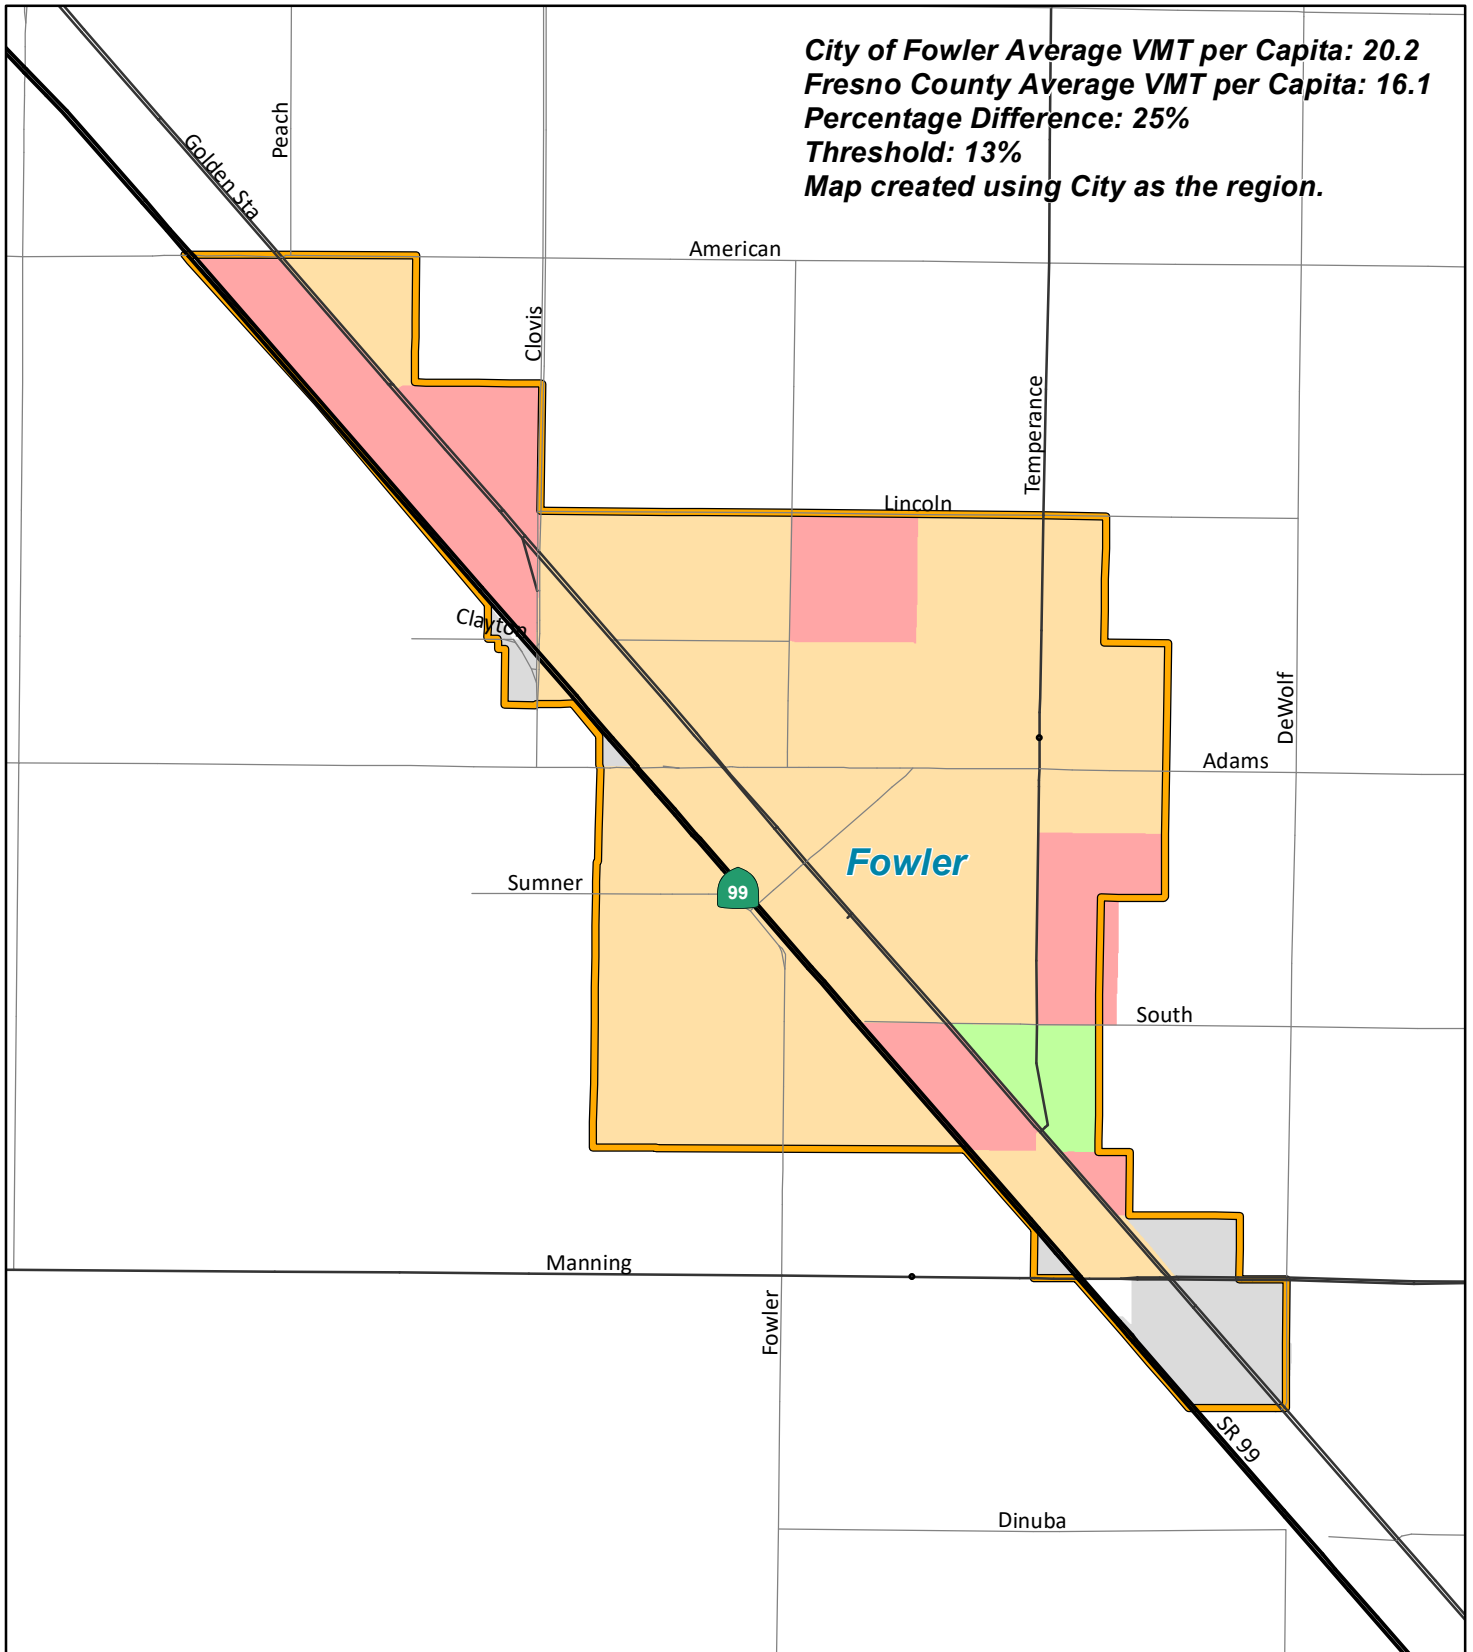 City of Fowler Average VMT per Capita: 20.2
Fresno County Average VMT per Capita: 16.1
Percentage Difference: 25%
Threshold: 13%
Map created using City as the region.
Peach
Golden Sta
American
Clovis
Temperance
Lincoln
Clayton
DeWolf
Adams
Fowler
Sumner
99
South
Manning
Fowler
SR 99
Dinuba